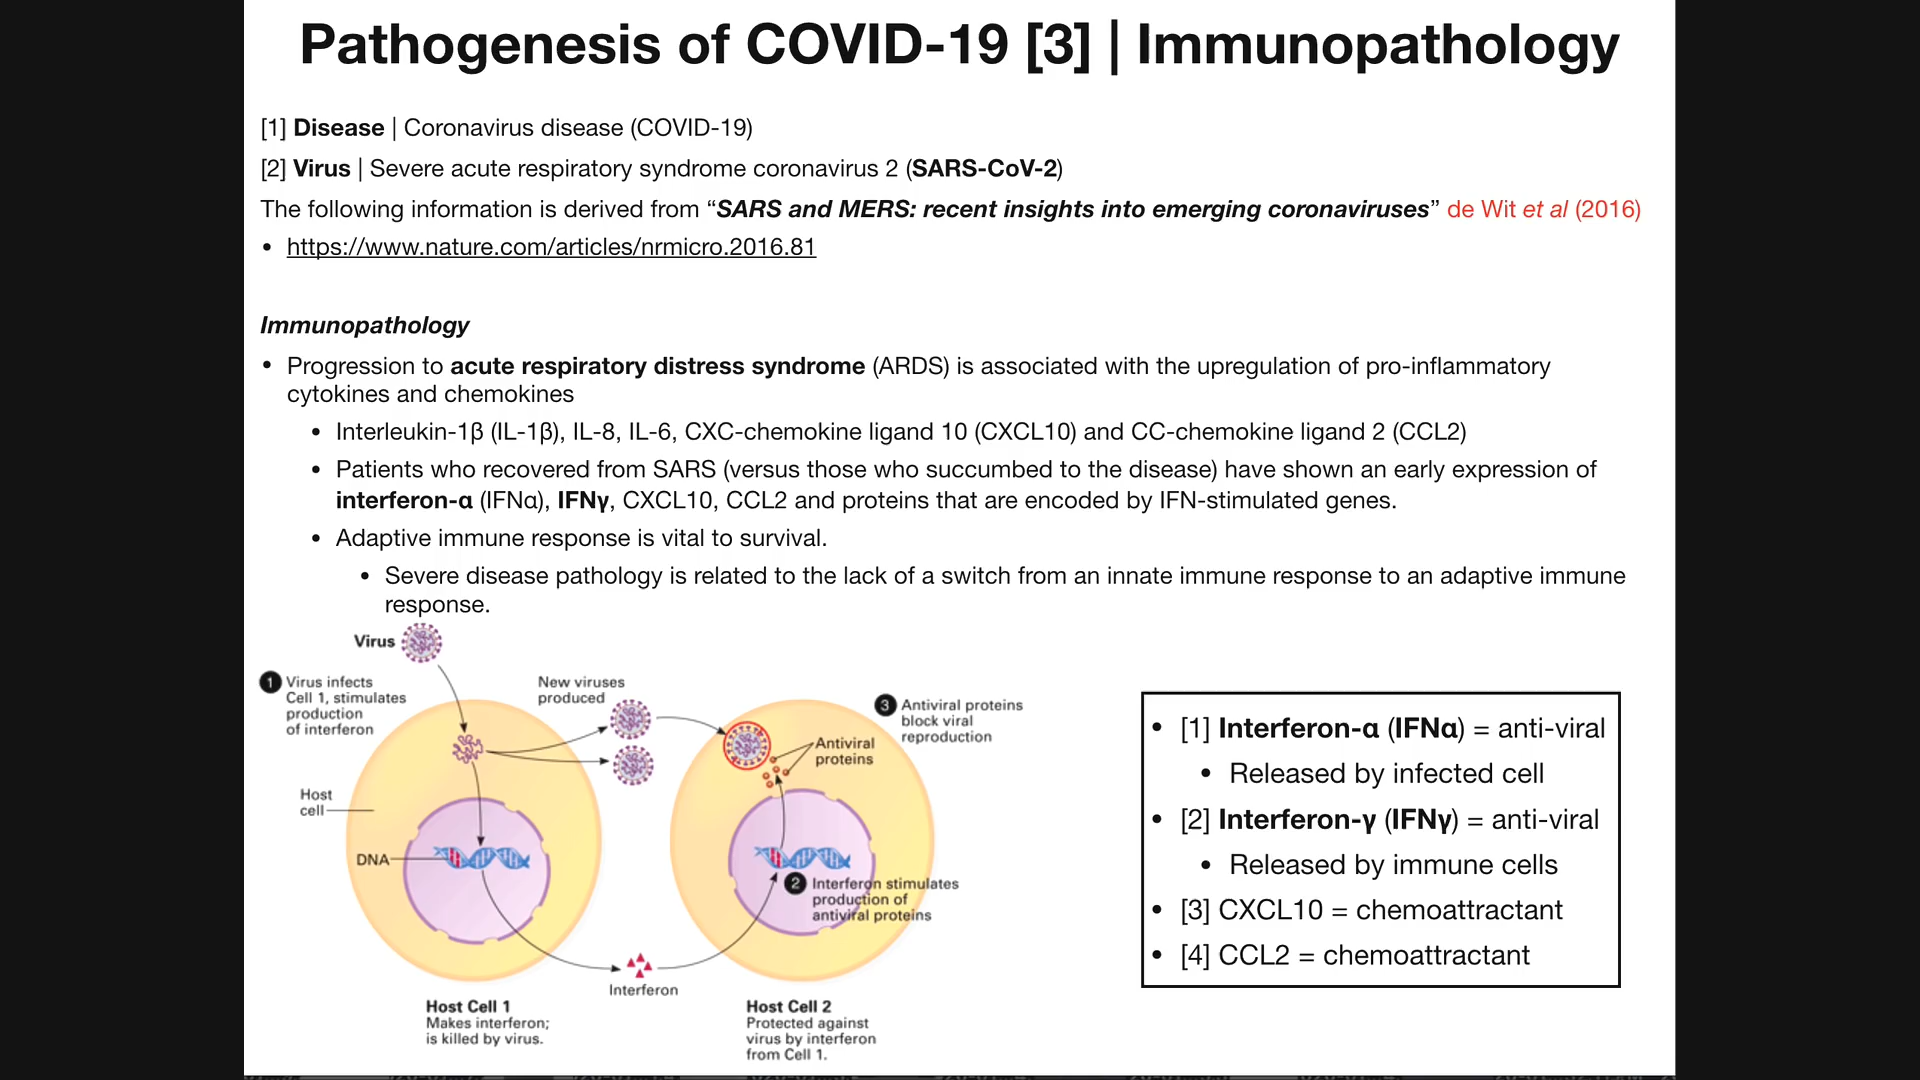 Pathogenesis of COVID-19 [3] | Immunopathology
[1] Disease | Coronavirus disease (COVID-19)
[2] Virus | Severe acute respiratory syndrome coronavirus 2 (SARS-CoV-2)
The following information is derived from “SARS and MERS: recent insights into emerging coronaviruses” de Wit et al (2016)
• https://www.nature.com/articles/nrmicro.2016.81
Immunopathology
• Progression to acute respiratory distress syndrome (ARDS) is associated with the upregulation of pro-inflammatory
cytokines and chemokines
• Interleukin-1β (IL-1β), IL-8, IL-6, CXC-chemokine ligand 10 (CXCL10) and CC-chemokine ligand 2 (CCL2)
• Patients who recovered from SARS (versus those who succumbed to the disease) have shown an early expression of
interferon-α (IFNα), IFNγ, CXCL10, CCL2 and proteins that are encoded by IFN-stimulated genes.
• Adaptive immune response is vital to survival.
• Severe disease pathology is related to the lack of a switch from an innate immune response to an adaptive immune
response.
Virus
1 Virus infects
Cell 1, stimulates
production
of interferon
New viruses
produced
3 Antiviral proteins
block viral
reproduction
Antiviral
proteins
Host
cell
DNA
2 Interferon stimulates
production of
antiviral proteins
Interferon
Host Cell 1
Makes interferon;
is killed by virus.
Host Cell 2
Protected against
virus by interferon
from Cell 1.
• [1] Interferon-α (IFNα) = anti-viral
• Released by infected cell
• [2] Interferon-γ (IFNγ) = anti-viral
• Released by immune cells
• [3] CXCL10 = chemoattractant
• [4] CCL2 = chemoattractant